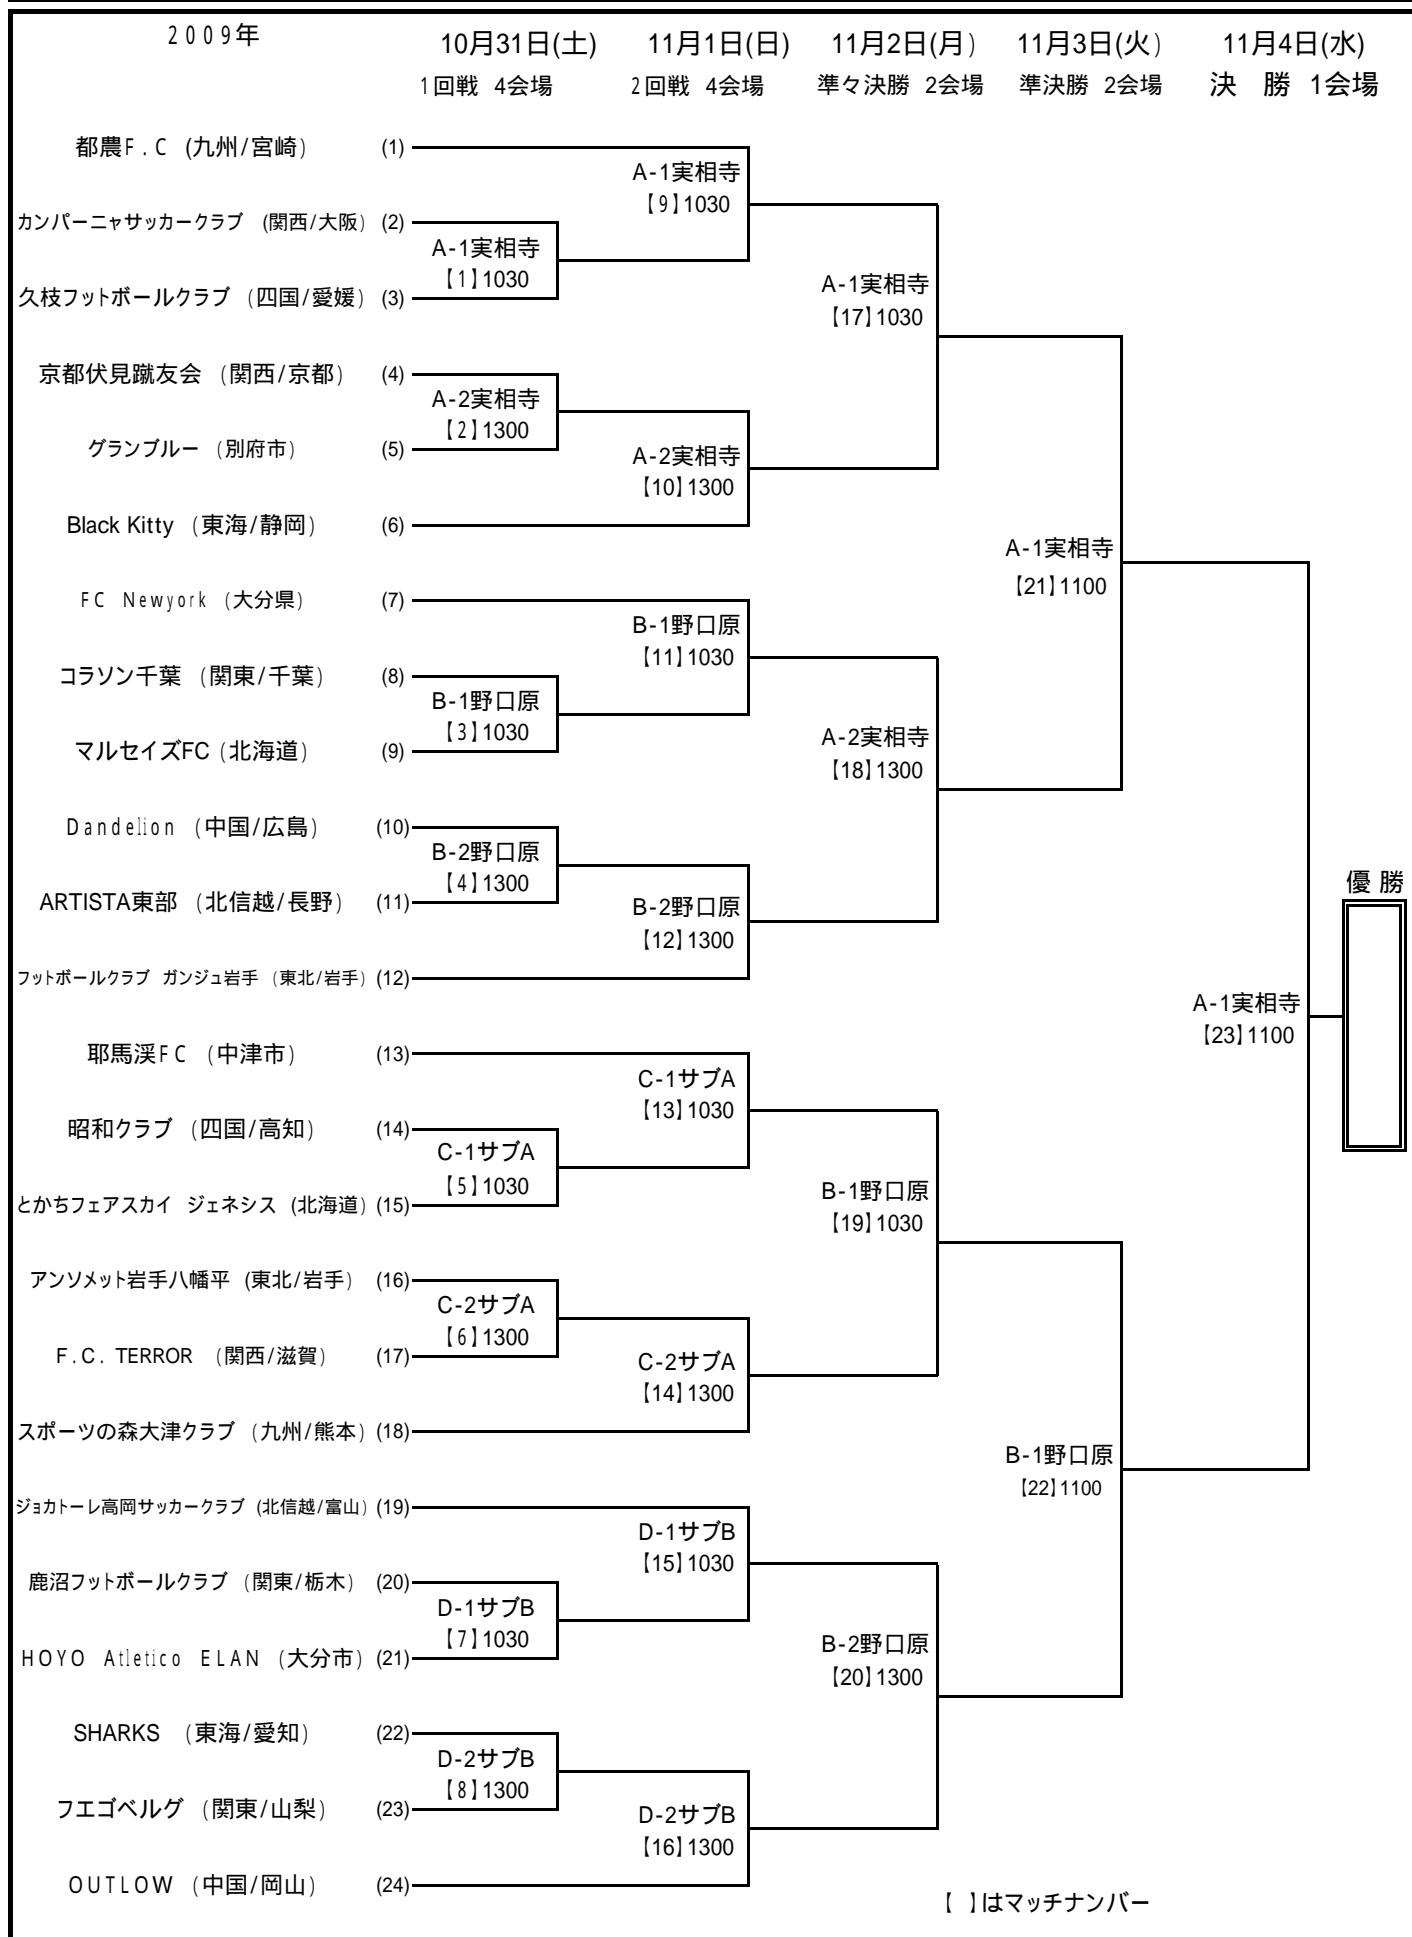 2009年
10月31日(土) 11月1日(日) 11月2日(月) 11月3日(火) 11月4日(水)
1回戦 4会場 2回戦 4会場 準々決勝 2会場 準決勝 2会場 決 勝 1会場
都農F.C (九州/宮崎) (1)
A-1実相寺
【9】1030
カンパーニャサッカークラブ (関西/大阪) (2)
A-1実相寺
【1】1030
久枝フットボールクラブ (四国/愛媛) (3)
A-1実相寺
【17】1030
京都伏見蹴友会 (関西/京都) (4)
A-2実相寺
【2】1300
グランブルー (別府市) (5)
A-2実相寺
【10】1300
Black Kitty (東海/静岡) (6)
A-1実相寺
【21】1100
FC Newyork (大分県) (7)
B-1野口原
【11】1030
コラソン千葉 (関東/千葉) (8)
B-1野口原
【3】1030
マルセイズFC (北海道) (9)
A-2実相寺
【18】1300
Dandelion (中国/広島) (10)
B-2野口原
【4】1300
優 勝
ARTISTA東部 (北信越/長野) (11)
B-2野口原
【12】1300
フットボールクラブ ガンジュ岩手 (東北/岩手) (12)
A-1実相寺
【23】1100
耶馬渓FC (中津市) (13)
C-1サブA
【13】1030
昭和クラブ (四国/高知) (14)
C-1サブA
【5】1030
とかちフェアスカイ ジェネシス (北海道) (15)
B-1野口原
【19】1030
アンソメット岩手八幡平 (東北/岩手) (16)
C-2サブA
【6】1300
F.C. TERROR (関西/滋賀) (17)
C-2サブA
【14】1300
スポーツの森大津クラブ (九州/熊本) (18)
B-1野口原
【22】1100
ジョカトーレ高岡サッカークラブ (北信越/富山) (19)
D-1サブB
【15】1030
鹿沼フットボールクラブ (関東/栃木) (20)
D-1サブB
【7】1030
HOYO Atletico ELAN (大分市) (21)
B-2野口原
【20】1300
SHARKS (東海/愛知) (22)
D-2サブB
【8】1300
フエゴベルグ (関東/山梨) (23)
D-2サブB
【16】1300
OUTLOW (中国/岡山) (24)
【 】はマッチナンバー